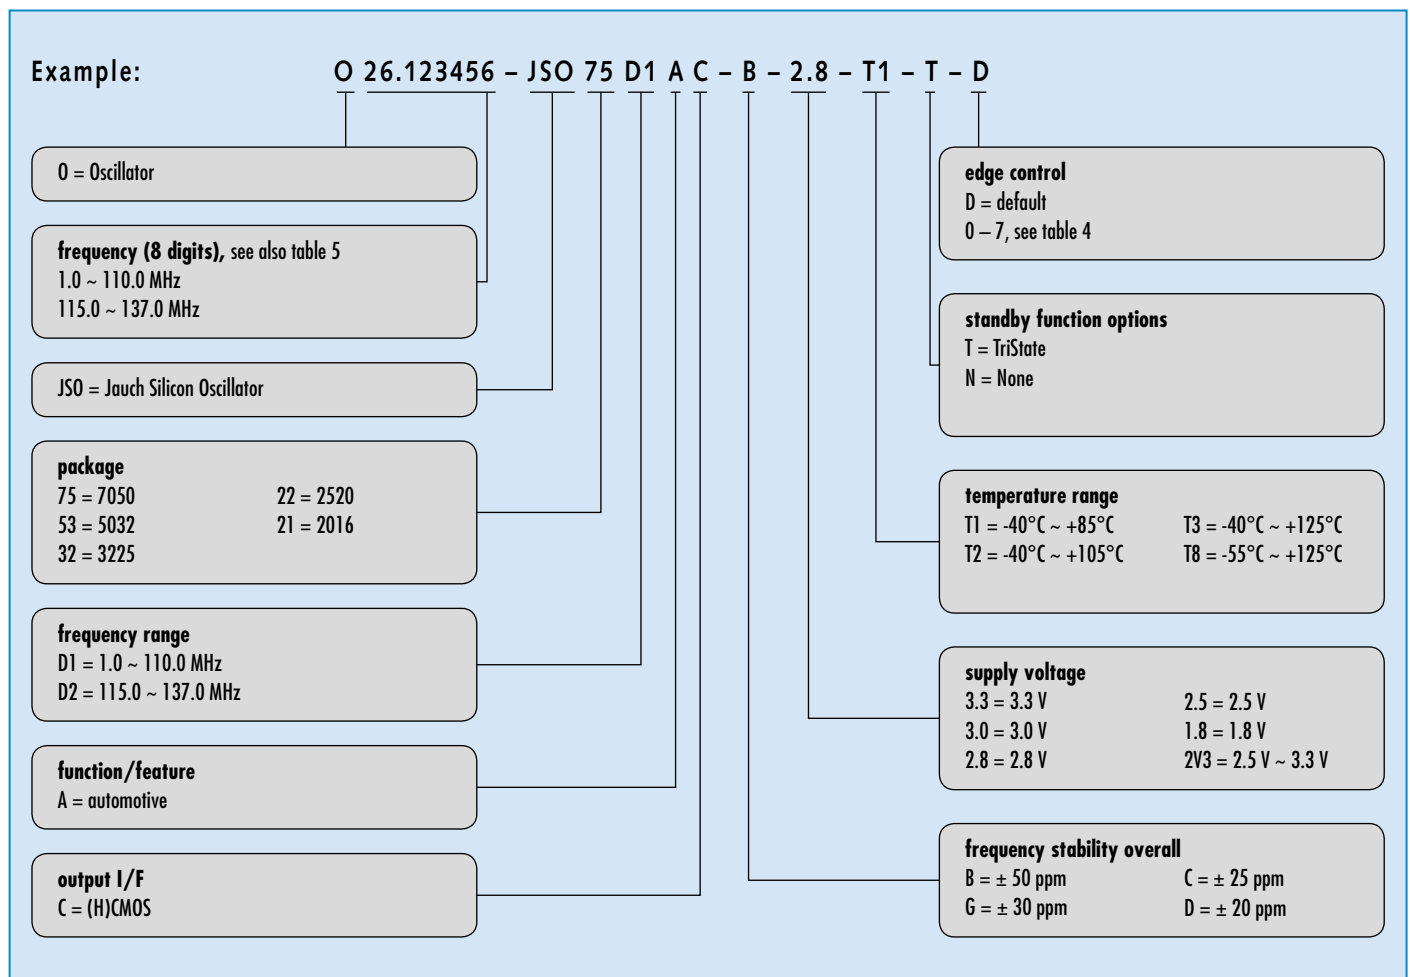 Example: O 26.123456 – JSO 75 D1 A C – B – 2.8 – T1 – T – D
O = Oscillator
frequency (8 digits), see also table 5
1.0 ~ 110.0 MHz
115.0 ~ 137.0 MHz
JSO = Jauch Silicon Oscillator
package
75 = 7050 22 = 2520
53 = 5032 21 = 2016
32 = 3225
frequency range
D1 = 1.0 ~ 110.0 MHz
D2 = 115.0 ~ 137.0 MHz
function/feature
A = automotive
output I/F
C = (H)CMOS
edge control
D = default
0 – 7, see table 4
standby function options
T = TriState
N = None
temperature range
T1 = -40°C ~ +85°C T3 = -40°C ~ +125°C
T2 = -40°C ~ +105°C T8 = -55°C ~ +125°C
supply voltage
3.3 = 3.3 V 2.5 = 2.5 V
3.0 = 3.0 V 1.8 = 1.8 V
2.8 = 2.8 V 2V3 = 2.5 V ~ 3.3 V
frequency stability overall
B = ± 50 ppm C = ± 25 ppm
G = ± 30 ppm D = ± 20 ppm